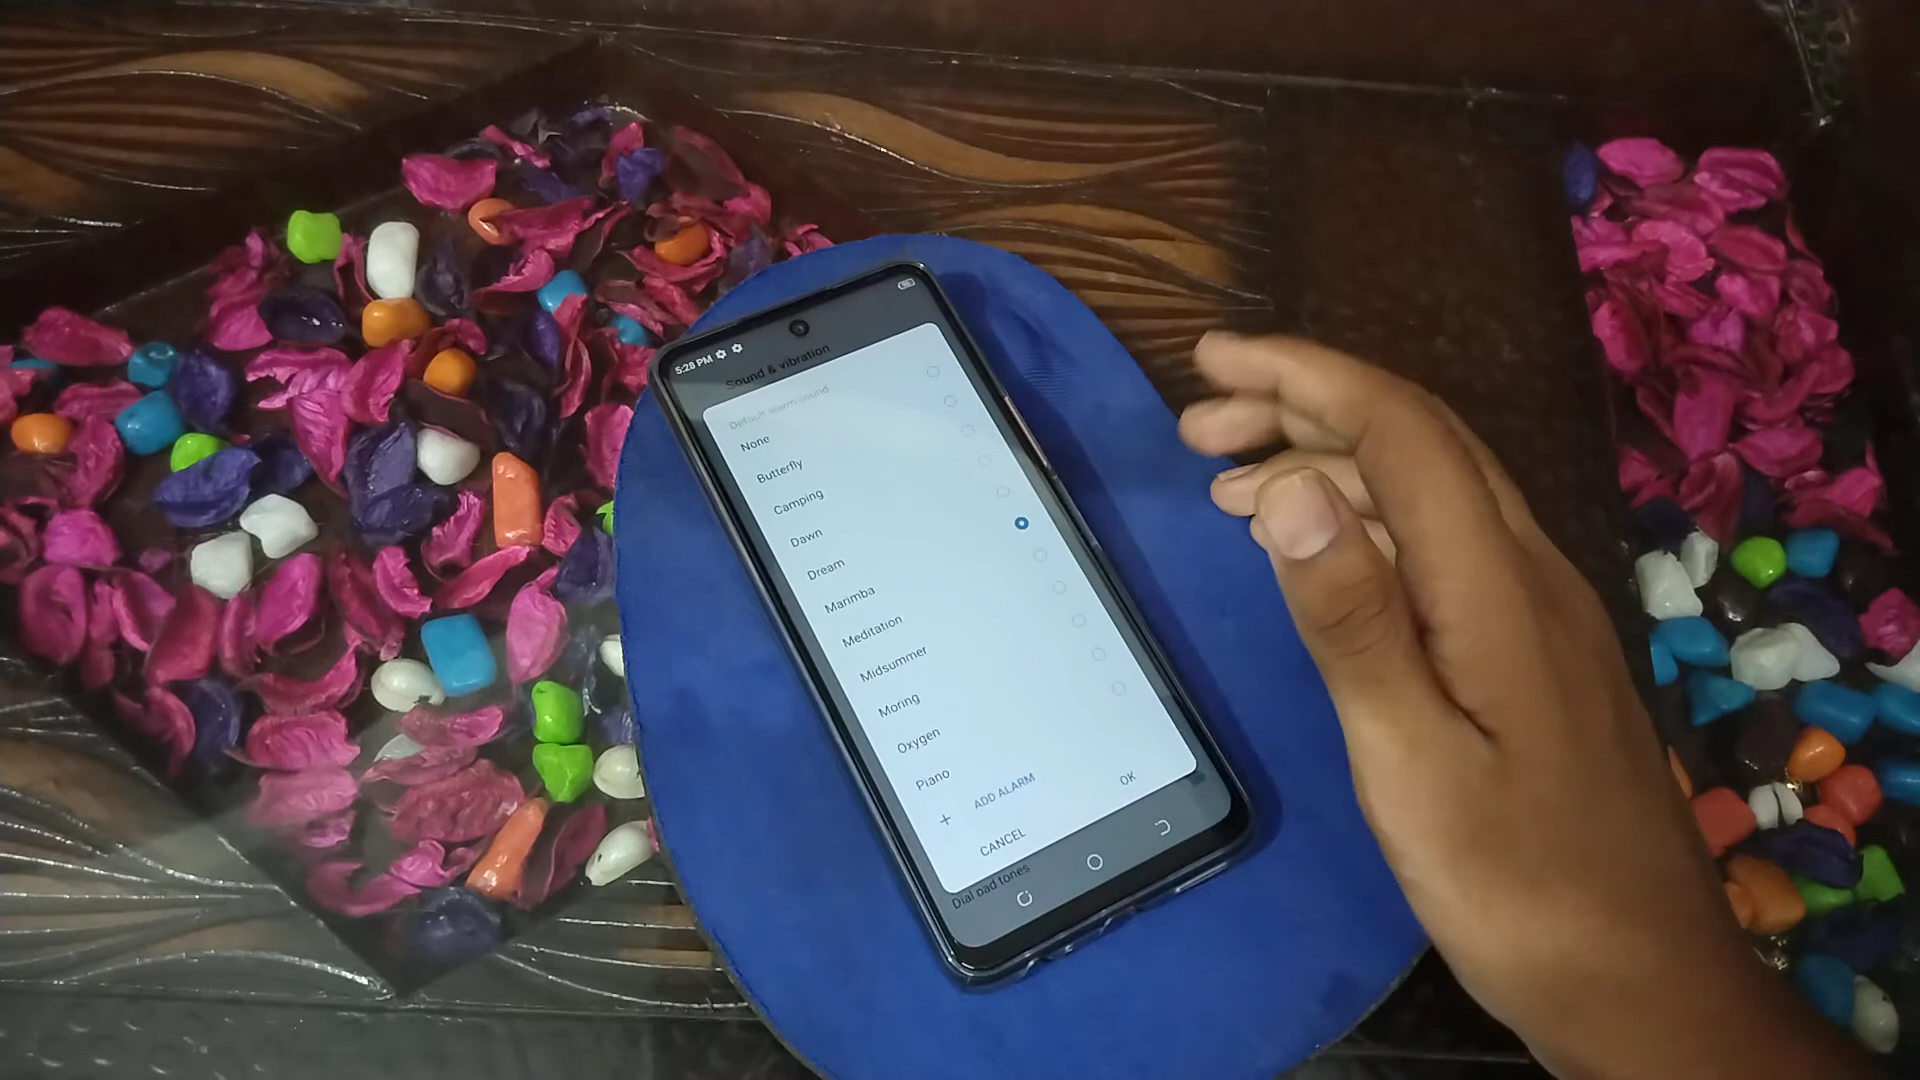 5:28 PM
Sound & vibration
Default alarm sound
None
Butterfly
Camping
Dawn
Dream
Marimba
Meditation
Midsummer
Moring
Oxygen
Piano
+ ADD ALARM
CANCEL OK
Dial pad tones